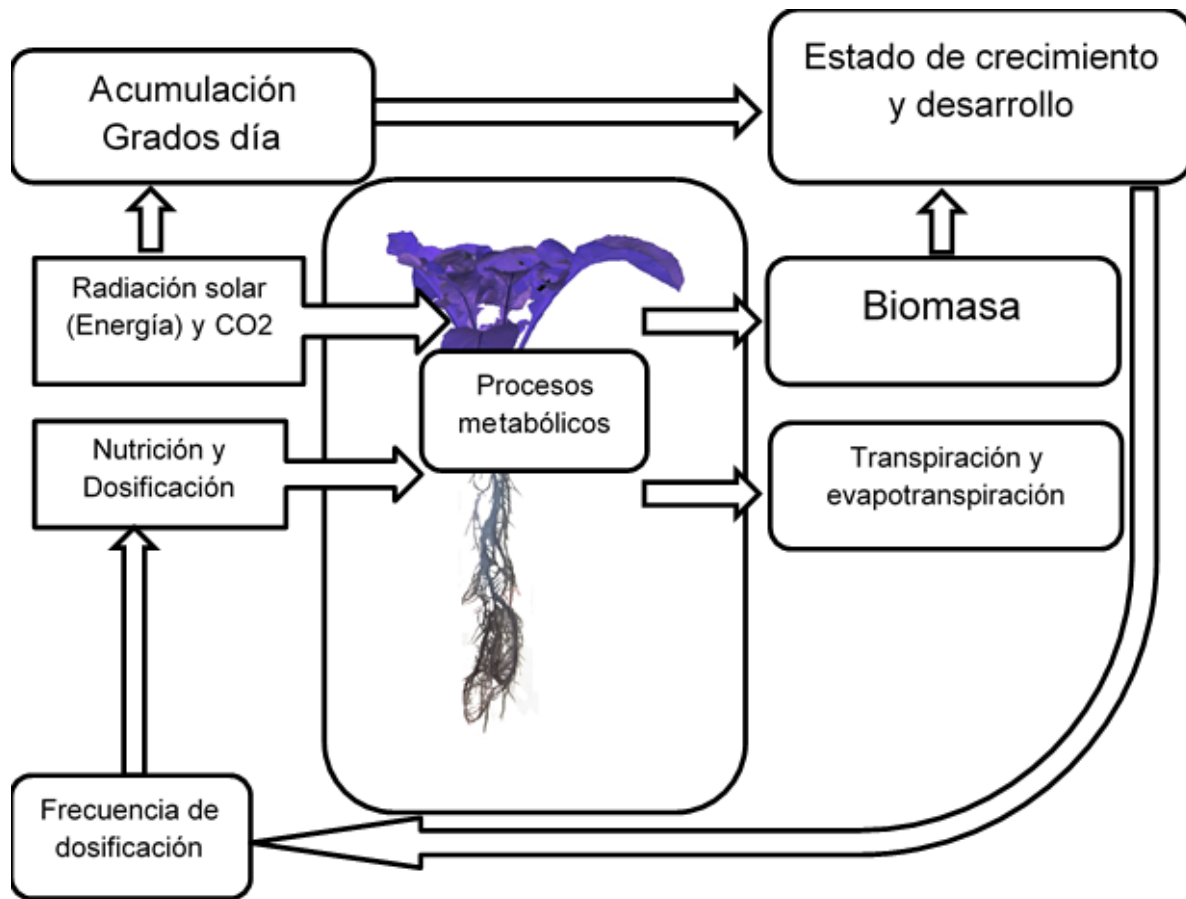 Acumulación
Grados día
Estado de crecimiento
y desarrollo
Radiación solar
(Energía) y CO2
Biomasa
Procesos
metabólicos
Nutrición y
Dosificación
Transpiración y
evapotranspiración
Frecuencia de
dosificación